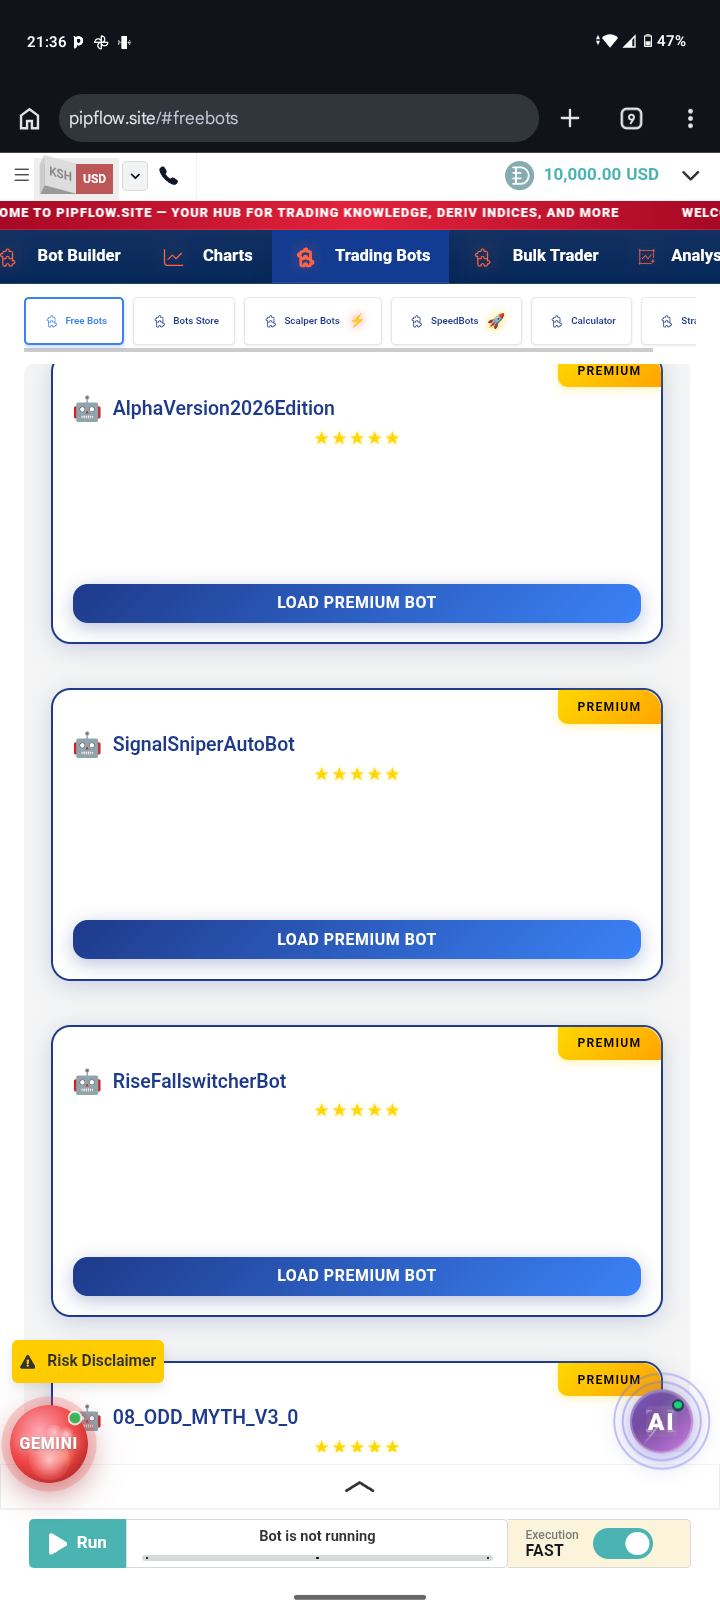 21:36
47%
pipflow.site/#freebots
9
KSH
USD
10,000.00 USD
OME TO PIPFLOW.SITE — YOUR HUB FOR TRADING KNOWLEDGE, DERIV INDICES, AND MORE WELC
Bot Builder
Charts
Trading Bots
Bulk Trader
Analys
Free Bots
Bots Store
Scalper Bots
SpeedBots
Calculator
Stra
PREMIUM
AlphaVersion2026Edition
★★★★★
LOAD PREMIUM BOT
PREMIUM
SignalSniperAutoBot
★★★★★
LOAD PREMIUM BOT
PREMIUM
RiseFallswitcherBot
★★★★★
LOAD PREMIUM BOT
Risk Disclaimer
PREMIUM
08_ODD_MYTH_V3_0
★★★★★
GEMINI
AI
Run
Bot is not running
Execution
FAST